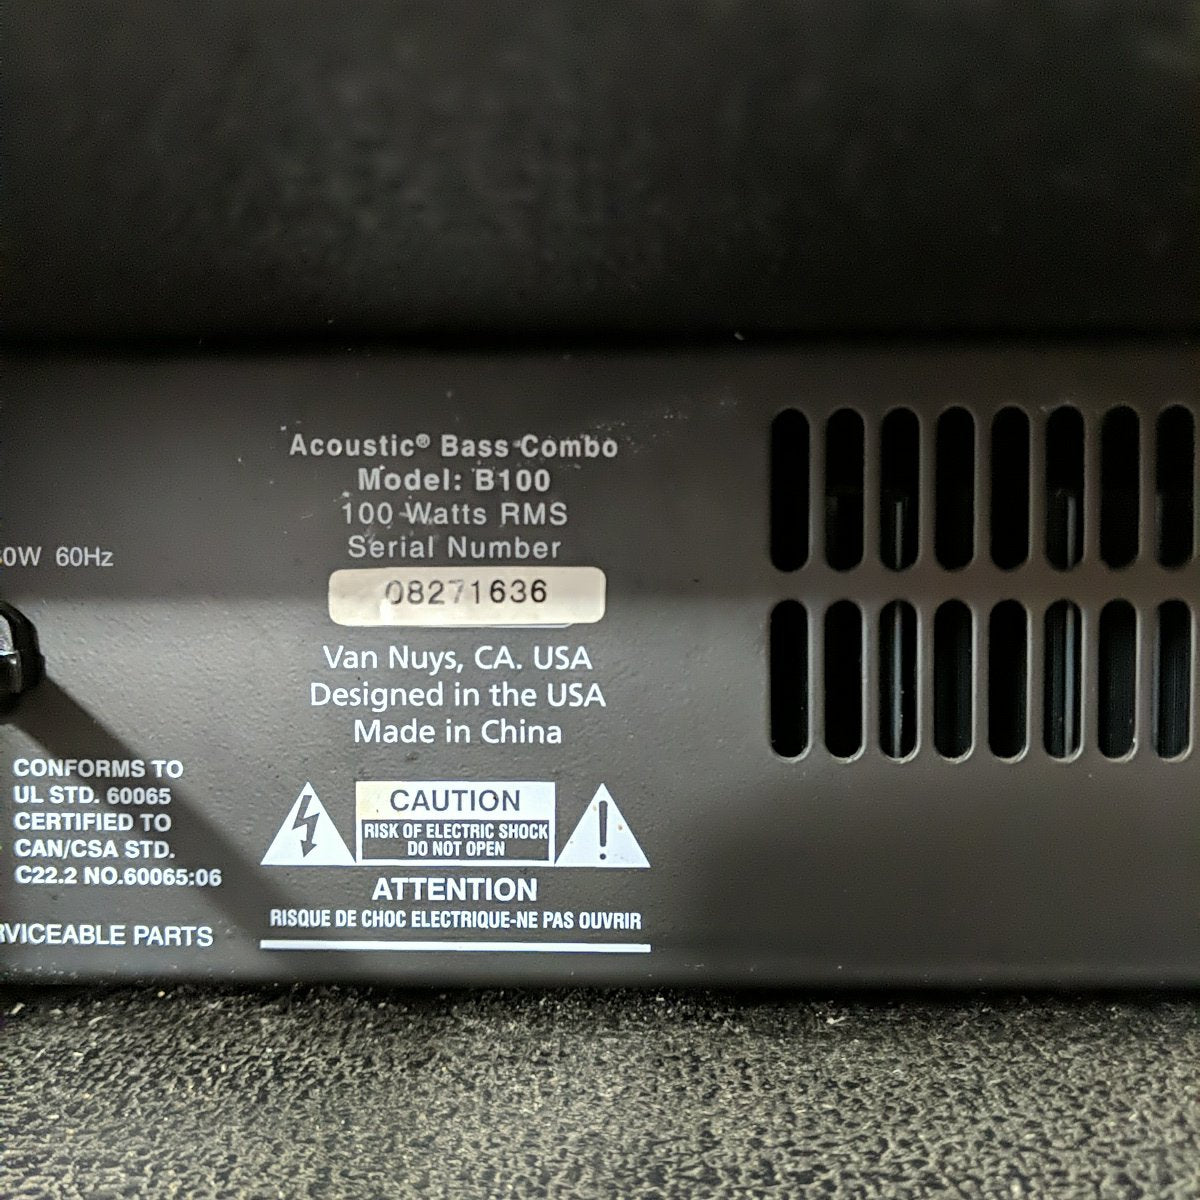 Acoustic® Bass Combo
Model: B100
100 Watts RMS
Serial Number
08271636
Van Nuys, CA. USA
Designed in the USA
Made in China
60Hz
CONFORMS TO
UL STD. 60065
CERTIFIED TO
CAN/CSA STD.
C22.2 NO.60065:06
PARTS
CAUTION
RISK OF ELECTRIC SHOCK
DO NOT OPEN
ATTENTION
RISQUE DE CHOC ELECTRIQUE-NE PAS OUVRIR